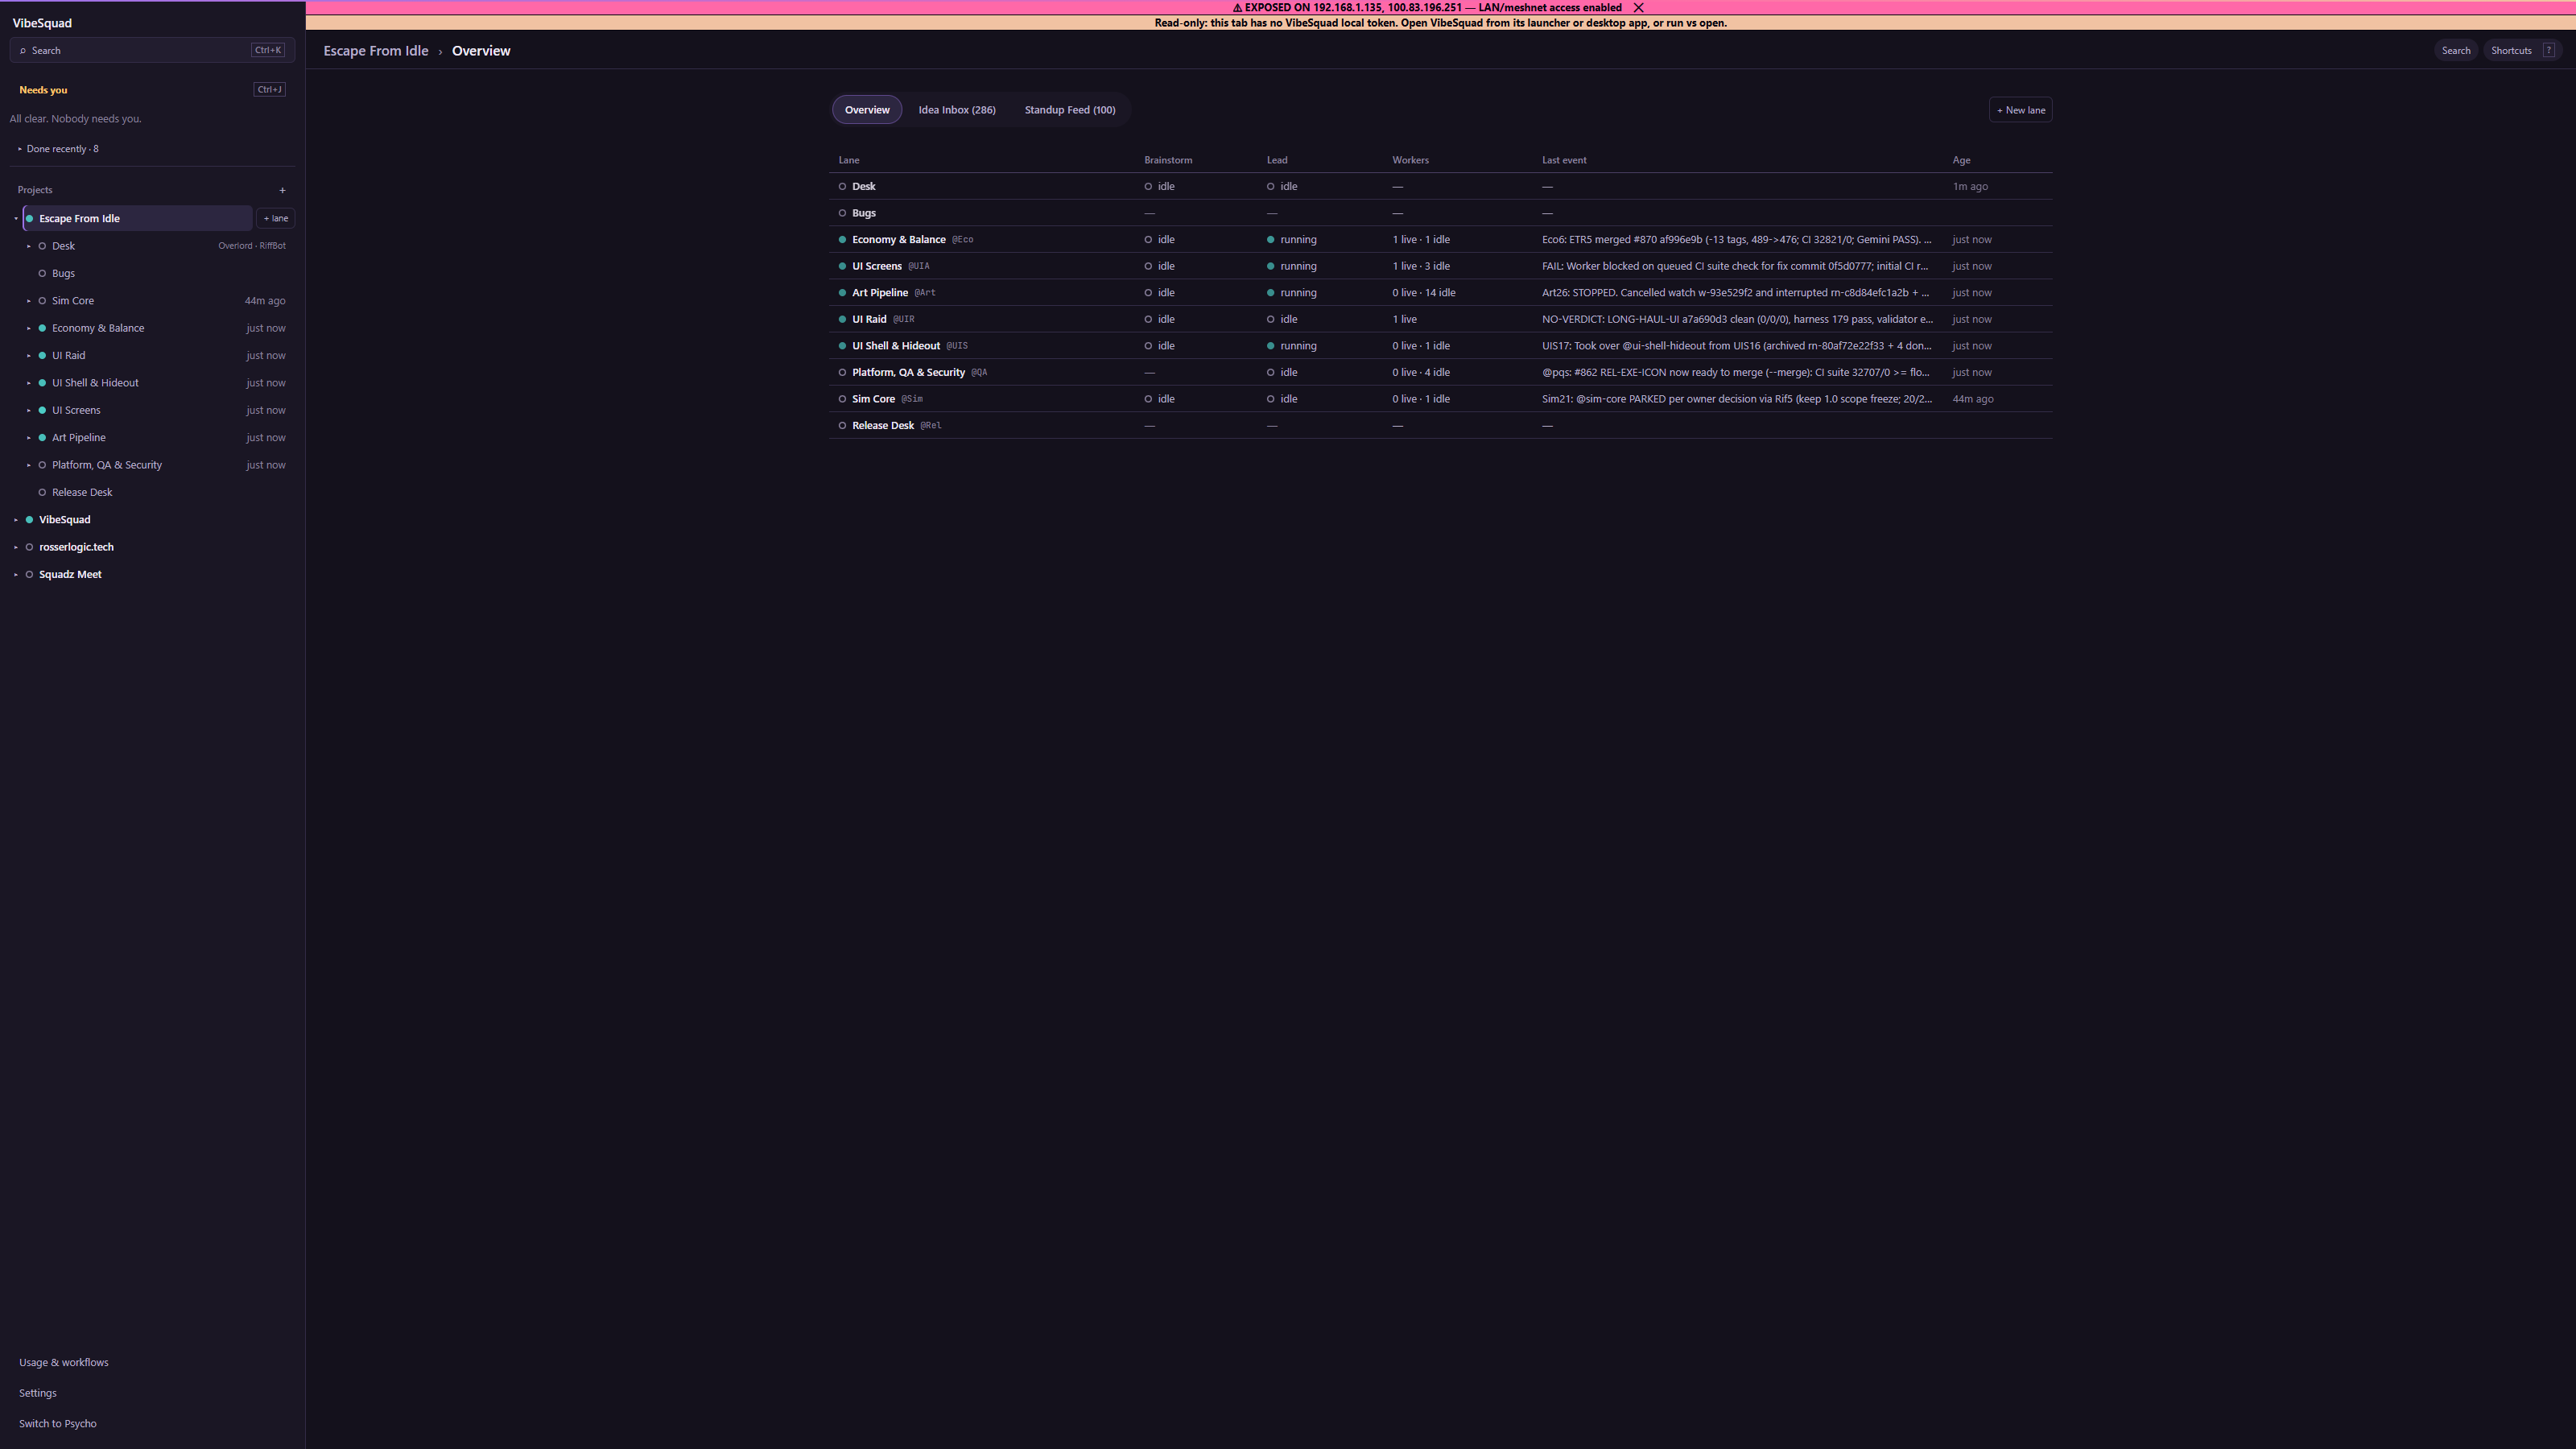 VibeSquad
Search Ctrl+K
Needs you Ctrl+J
All clear. Nobody needs you.
Done recently · 8
Projects +
Escape From Idle + lane
Desk Overlord · RiffBot
Bugs
Sim Core 44m ago
Economy & Balance just now
UI Raid just now
UI Shell & Hideout just now
UI Screens just now
Art Pipeline just now
Platform, QA & Security just now
Release Desk
VibeSquad
rosserlogic.tech
Squadz Meet
Usage & workflows
Settings
Switch to Psycho
⚠ EXPOSED ON 192.168.1.135, 100.83.196.251 — LAN/meshnet access enabled ✕
Read-only: this tab has no VibeSquad local token. Open VibeSquad from its launcher or desktop app, or run vs open.
Escape From Idle › Overview Search Shortcuts ?
Overview Idea Inbox (286) Standup Feed (100) + New lane
Lane Brainstorm Lead Workers Last event Age
Desk idle idle — — 1m ago
Bugs — — — —
Economy & Balance @Eco idle running 1 live · 1 idle Eco6: ETR5 merged #870 af996e9b (-13 tags, 489->476; CI 32821/0; Gemini PASS). ... just now
UI Screens @UIA idle running 1 live · 3 idle FAIL: Worker blocked on queued CI suite check for fix commit 0f5d0777; initial CI r... just now
Art Pipeline @Art idle running 0 live · 14 idle Art26: STOPPED. Cancelled watch w-93e529f2 and interrupted rn-c8d84efc1a2b + ... just now
UI Raid @UIR idle idle 1 live NO-VERDICT: LONG-HAUL-UI a7a690d3 clean (0/0/0), harness 179 pass, validator e... just now
UI Shell & Hideout @UIS idle running 0 live · 1 idle UIS17: Took over @ui-shell-hideout from UIS16 (archived rn-80af72e22f33 + 4 don... just now
Platform, QA & Security @QA — idle 0 live · 4 idle @pqs: #862 REL-EXE-ICON now ready to merge (--merge): CI suite 32707/0 >= flo... just now
Sim Core @Sim idle idle 0 live · 1 idle Sim21: @sim-core PARKED per owner decision via Rif5 (keep 1.0 scope freeze; 20/2... 44m ago
Release Desk @Rel — — — —